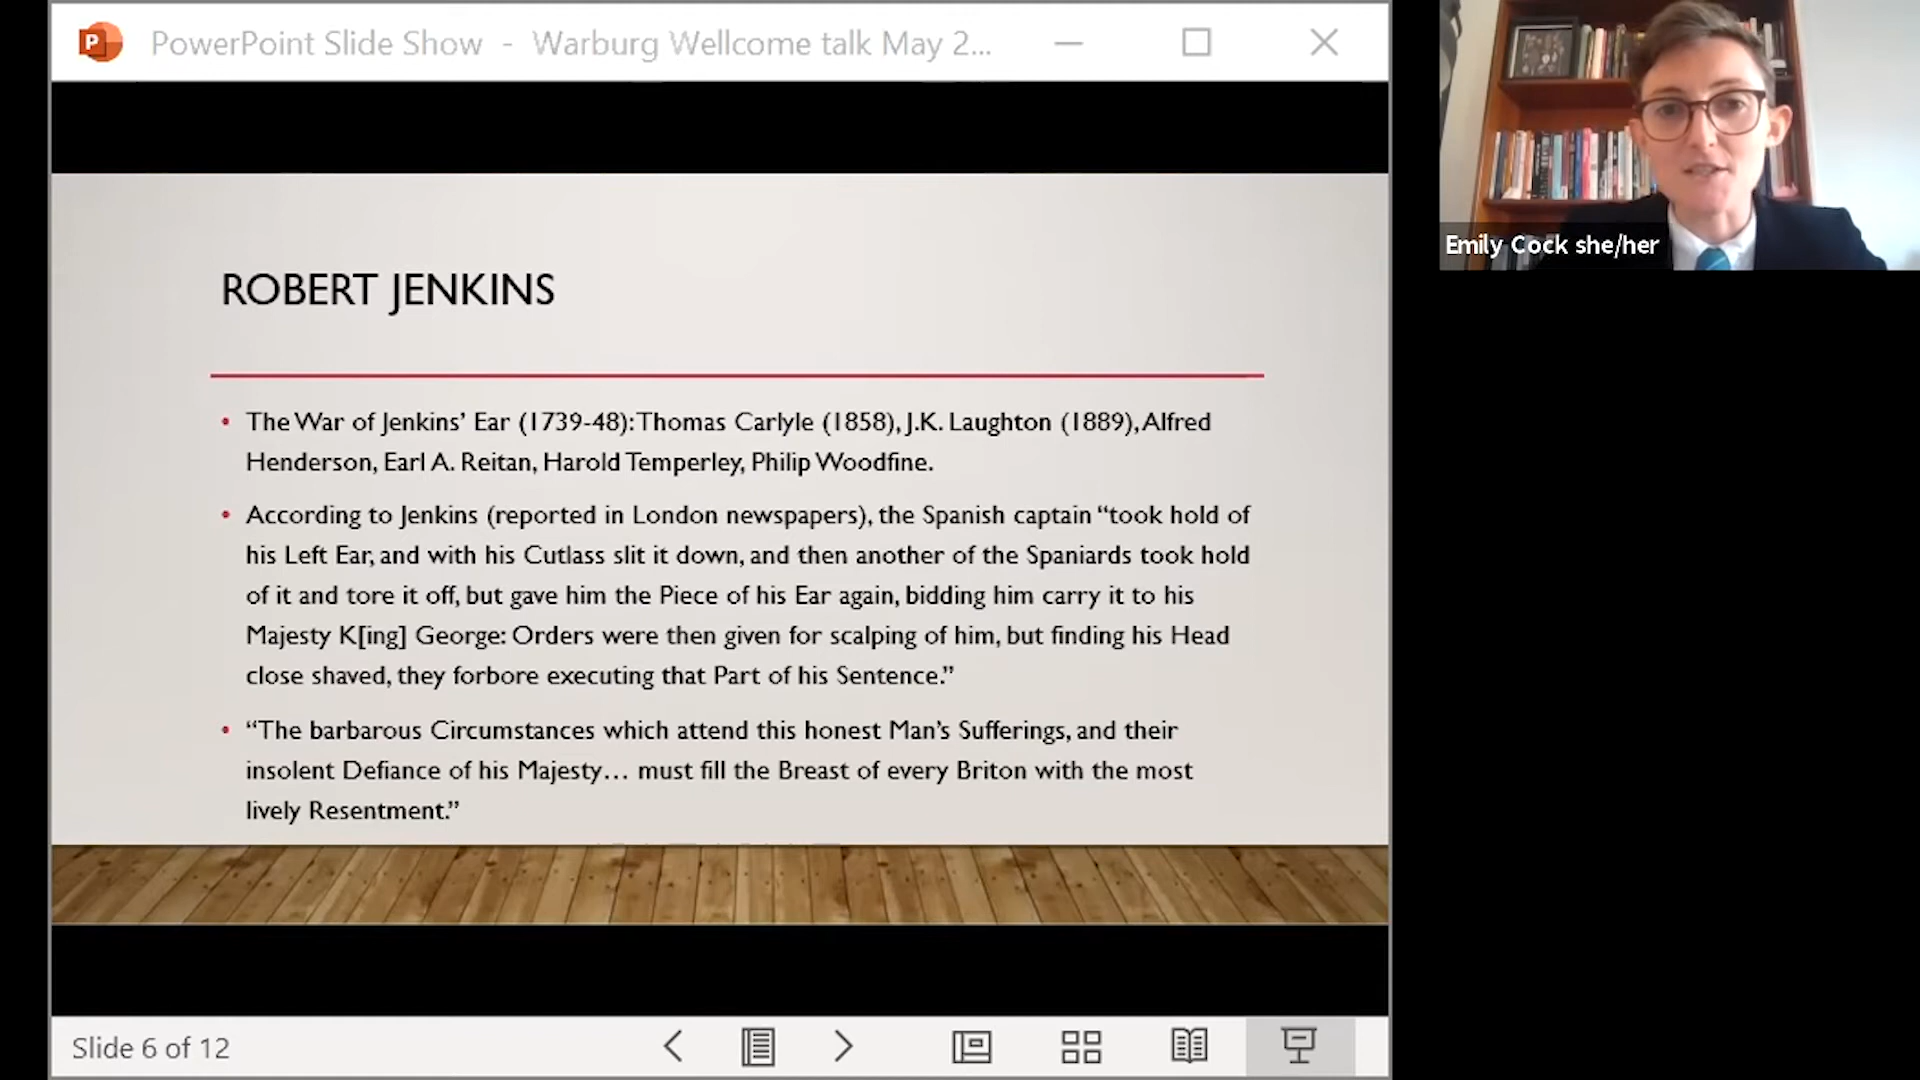 PowerPoint Slide Show - Warburg Wellcome talk May 2...
Emily Cock she/her
ROBERT JENKINS
• The War of Jenkins’ Ear (1739-48): Thomas Carlyle (1858), J.K. Laughton (1889), Alfred
Henderson, Earl A. Reitan, Harold Temperley, Philip Woodfine.
• According to Jenkins (reported in London newspapers), the Spanish captain “took hold of
his Left Ear, and with his Cutlass slit it down, and then another of the Spaniards took hold
of it and tore it off, but gave him the Piece of his Ear again, bidding him carry it to his
Majesty K[ing] George: Orders were then given for scalping of him, but finding his Head
close shaved, they forbore executing that Part of his Sentence.”
• “The barbarous Circumstances which attend this honest Man’s Sufferings, and their
insolent Defiance of his Majesty… must fill the Breast of every Briton with the most
lively Resentment.”
Slide 6 of 12